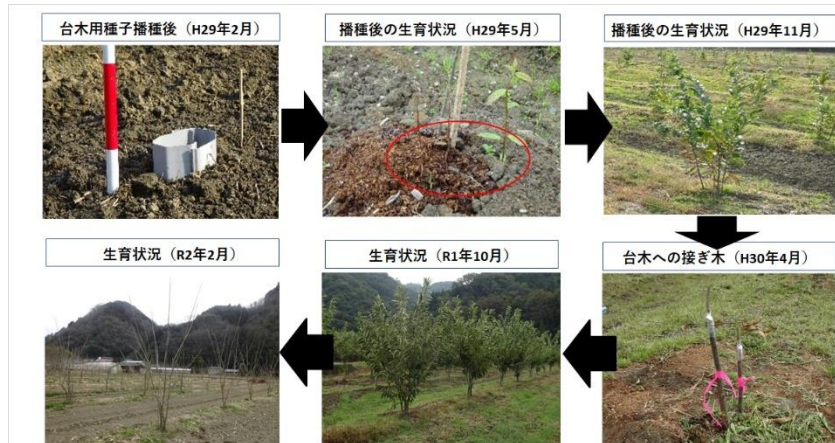 台木用種子播種後（H29年2月）
播種後の生育状況（H29年5月）
播種後の生育状況（H29年11月）
台木への接ぎ木（H30年4月）
生育状況（R1年10月）
生育状況（R2年2月）